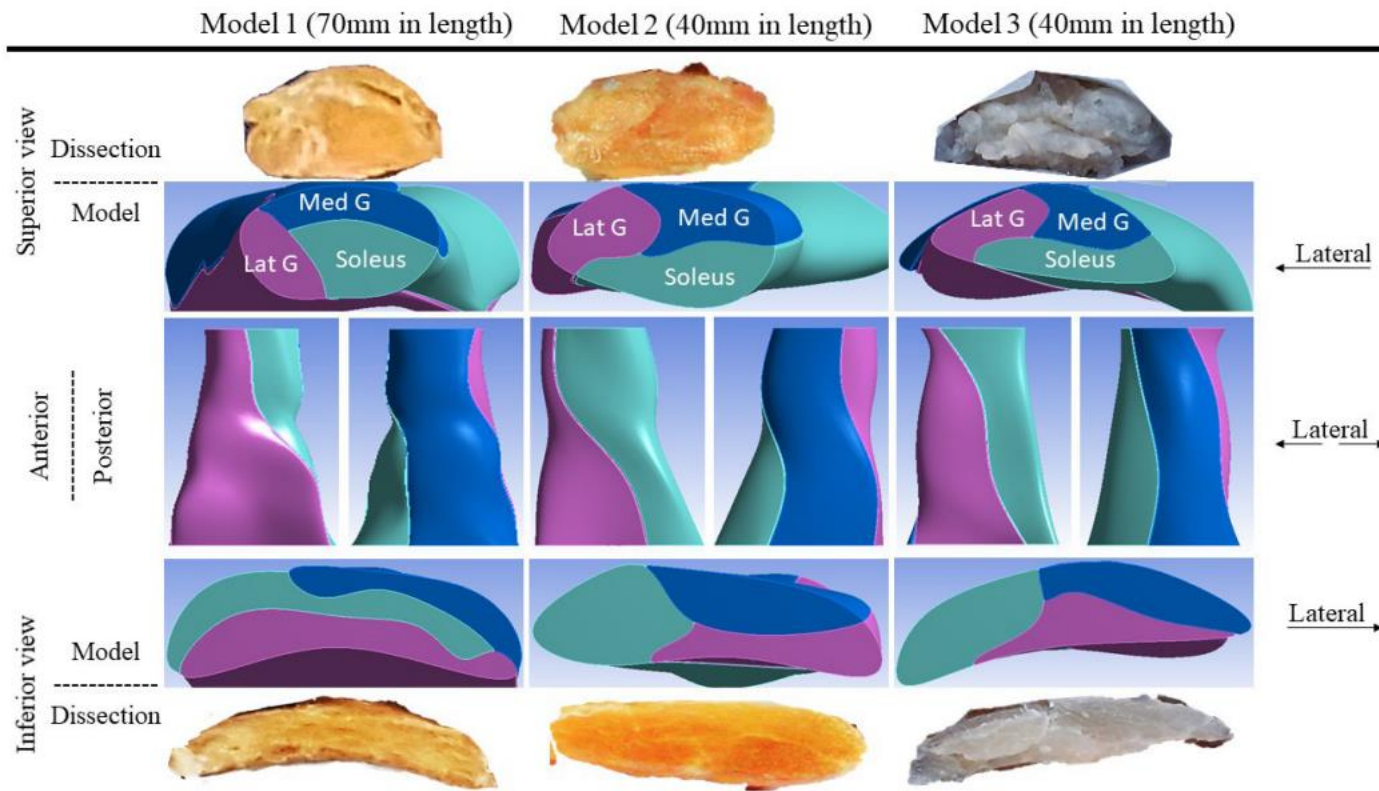 Model 1 (70mm in length)
Model 2 (40mm in length)
Model 3 (40mm in length)
Superior view
Dissection
Model
Med G
Lat G
Soleus
Lat G
Med G
Soleus
Lat G
Med G
Soleus
Lateral
Anterior
Posterior
Lateral
Inferior view
Model
Dissection
Lateral